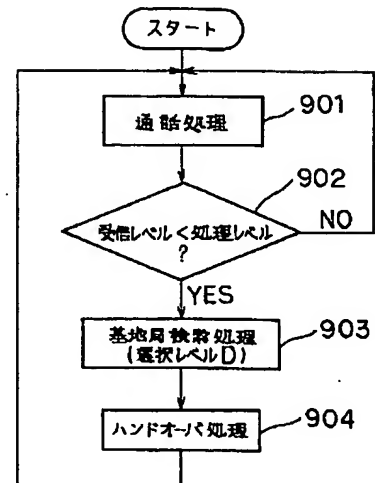 スタート
通話処理
901
902
受信レベル<処理レベル
?
NO
YES
基地局検索処理
(選択レベルD)
903
ハンドオーバ処理
904